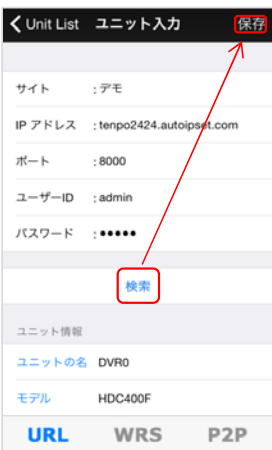 Unit List ユニット入力 保存
サイト :デモ
IP アドレス :tenpo2424.autoipset.com
ポート :8000
ユーザーID :admin
パスワード :●●●●●
検索
ユニット情報
ユニットの名 DVR0
モデル HDC400F
URL WRS P2P